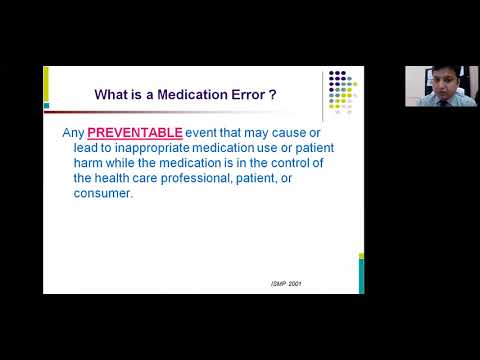 What is a Medication Error ?
Any PREVENTABLE event that may cause or
lead to inappropriate medication use or patient
harm while the medication is in the control of
the health care professional, patient, or
consumer.
ISMP 2001